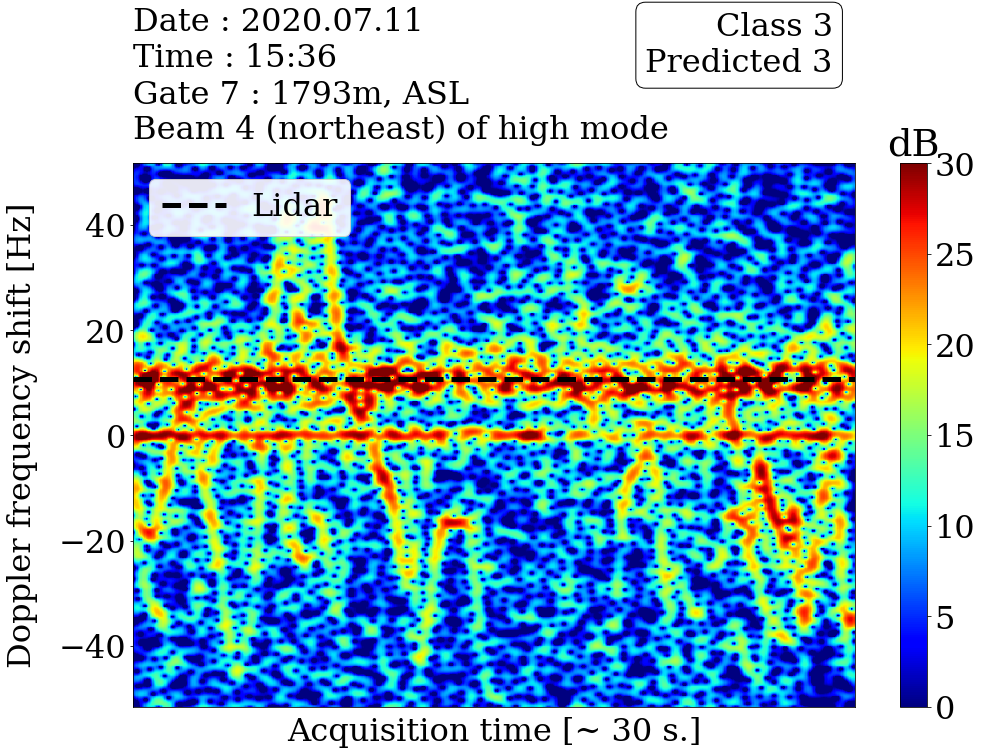 Date : 2020.07.11
Time : 15:36
Gate 7 : 1793m, ASL
Beam 4 (northeast) of high mode
Class 3
Predicted 3
dB
Lidar
Doppler frequency shift [Hz]
40
20
0
−20
−40
30
25
20
15
10
5
0
Acquisition time [~ 30 s.]